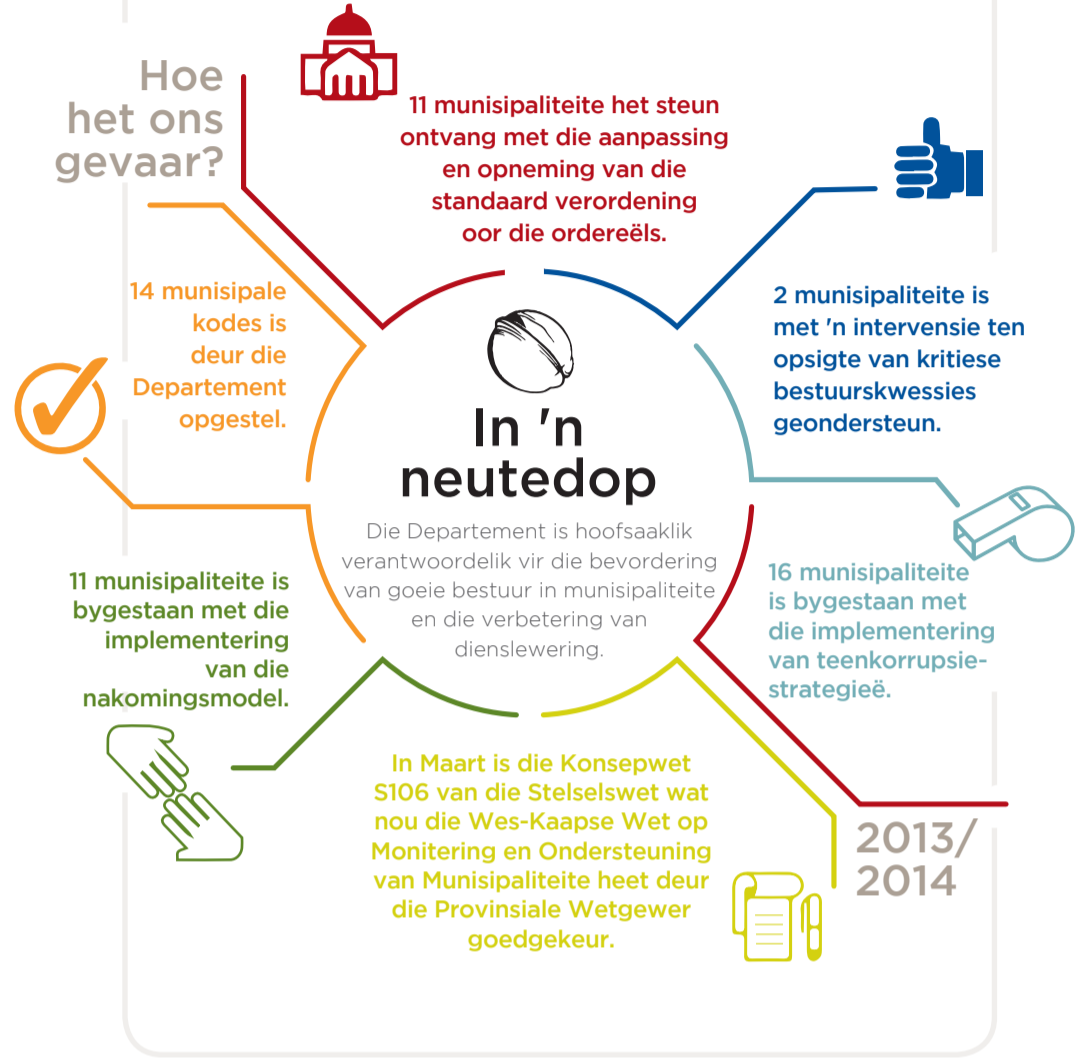 Hoe
het ons
gevaar?
11 munisipaliteite het steun
ontvang met die aanpassing
en opneming van die
standaard verordening
oor die ordereëls.
2 munisipaliteite is
met 'n intervensie ten
opsigte van kritiese
bestuurskwessies
geondersteun.
14 munisipale
kodes is
deur die
Departement
opgestel.
In 'n
neutedop
Die Departement is hoofsaaklik
verantwoordelik vir die bevordering
van goeie bestuur in munisipaliteite
en die verbetering van
dienslewering.
16 munisipaliteite
is bygestaan met
die implementering
van teenkorrupsie-
strategieë.
11 munisipaliteite is
bygestaan met die
implementering
van die
nakomingsmodel.
In Maart is die Konsepwet
S106 van die Stelselswet wat
nou die Wes-Kaapse Wet op
Monitering en Ondersteuning
van Munisipaliteite heet deur
die Provinsiale Wetgewer
goedgekeur.
2013/
2014